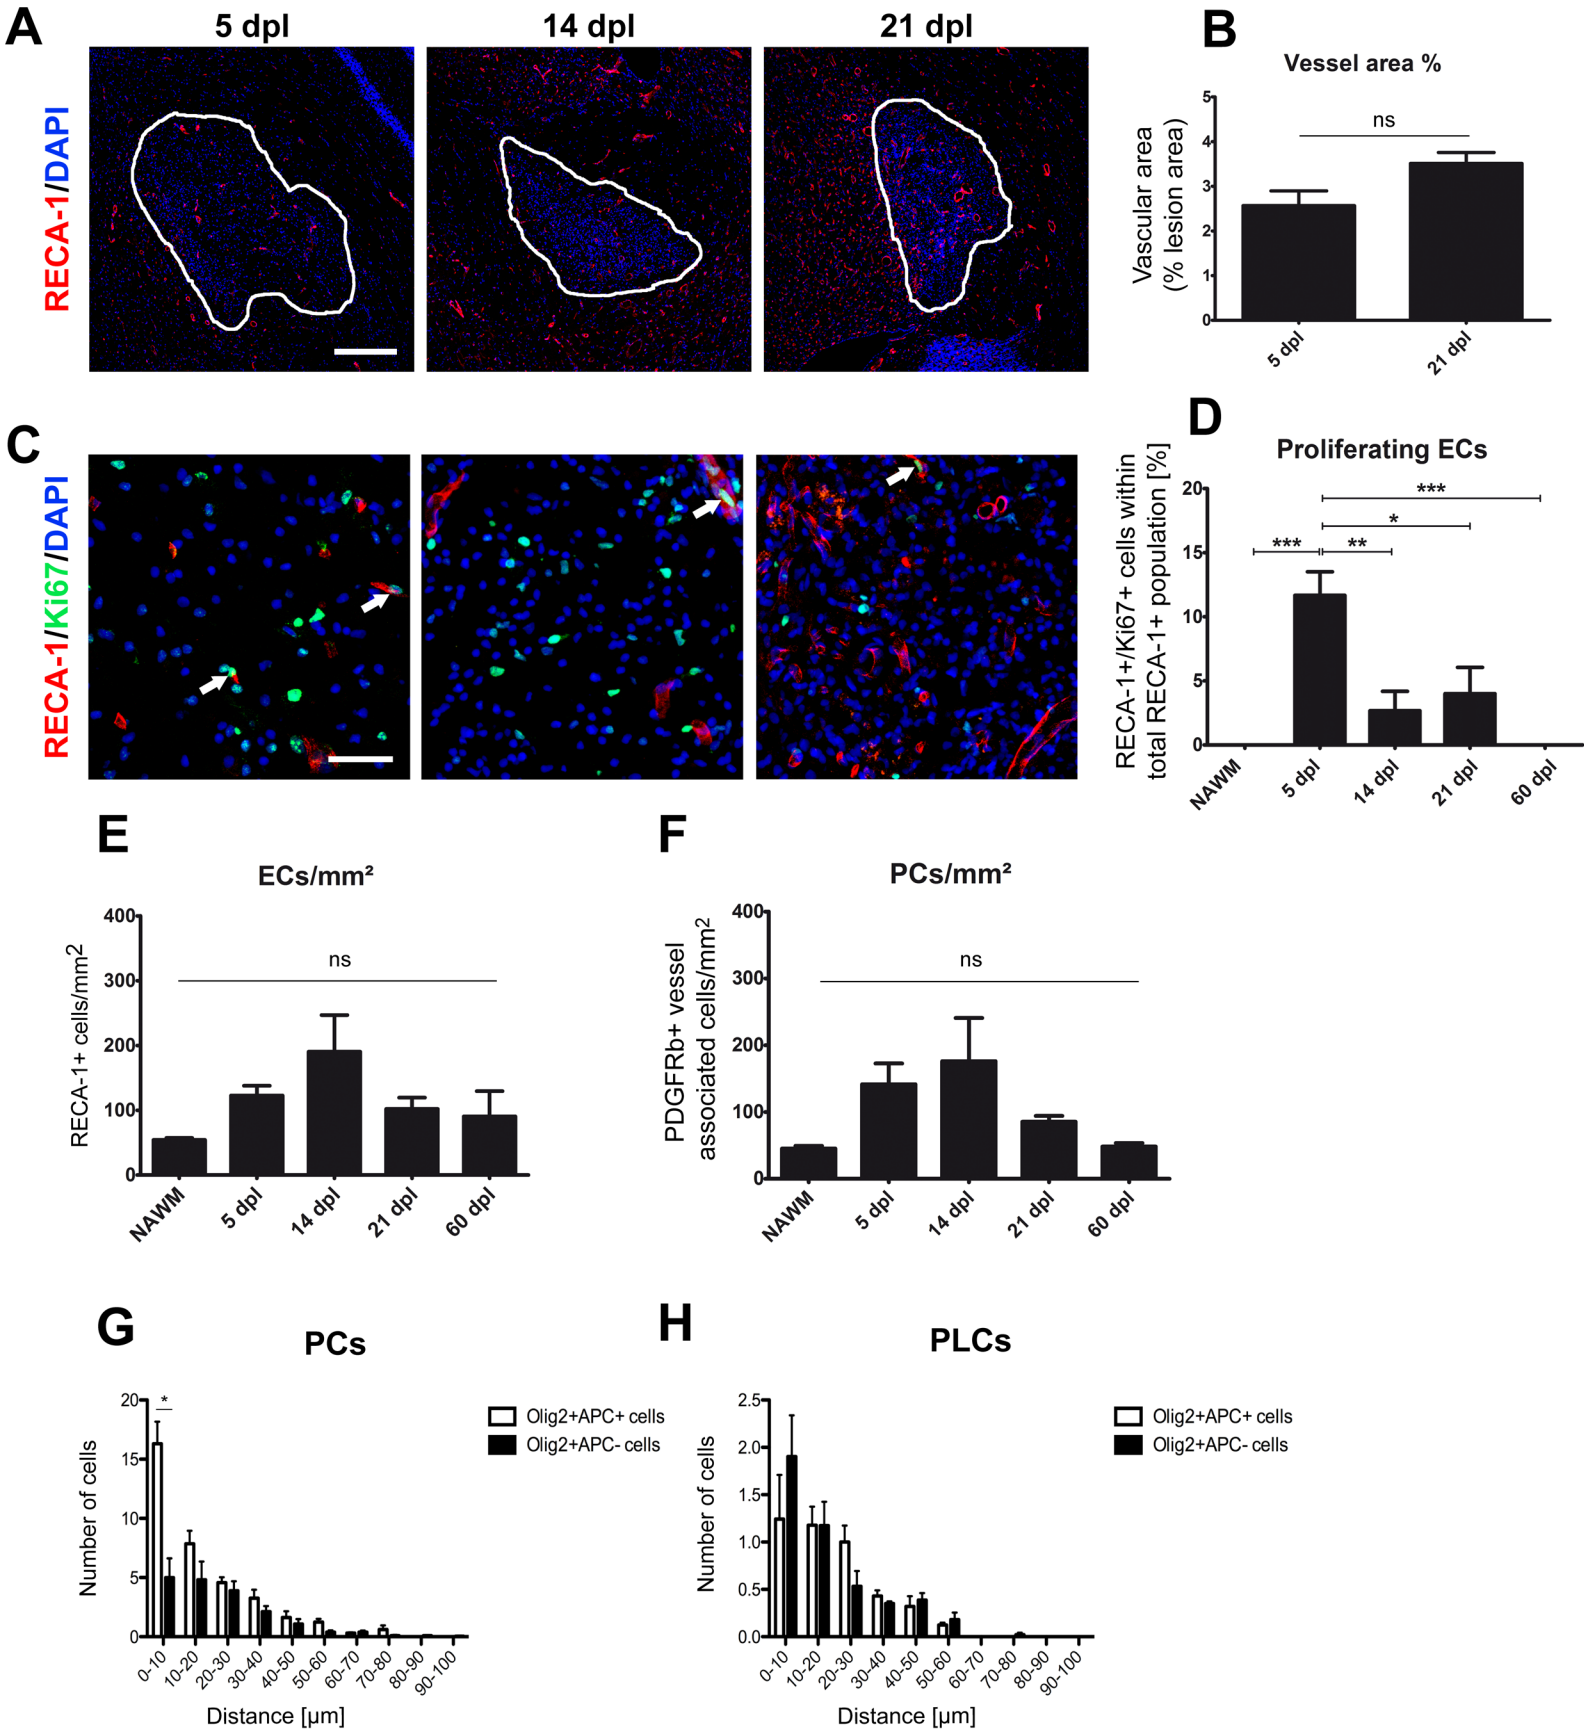 A
5 dpl
14 dpl
21 dpl
RECA-1/DAPI
B
Vessel area %
Vascular area
(% lesion area)
5
4
3
2
1
0
ns
5 dpl
21 dpl
C
RECA-1/Ki67/DAPI
D
Proliferating ECs
RECA-1+/Ki67+ cells within
total RECA-1+ population [%]
20
15
10
5
0
***
*
*** **
NAWM
5 dpl
14 dpl
21 dpl
60 dpl
E
ECs/mm²
RECA-1+ cells/mm2
400
300
200
100
0
ns
NAWM
5 dpl
14 dpl
21 dpl
60 dpl
F
PCs/mm²
PDGFRb+ vessel
associated cells/mm²
400
300
200
100
0
ns
NAWM
5 dpl
14 dpl
21 dpl
60 dpl
G
PCs
Number of cells
20
15
10
5
0
*
Olig2+APC+ cells
Olig2+APC- cells
0-10
10-20
20-30
30-40
40-50
50-60
60-70
70-80
80-90
90-100
Distance [µm]
H
PLCs
Number of cells
2.5
2.0
1.5
1.0
0.5
0.0
Olig2+APC+ cells
Olig2+APC- cells
0-10
10-20
20-30
30-40
40-50
50-60
60-70
70-80
80-90
90-100
Distance [µm]